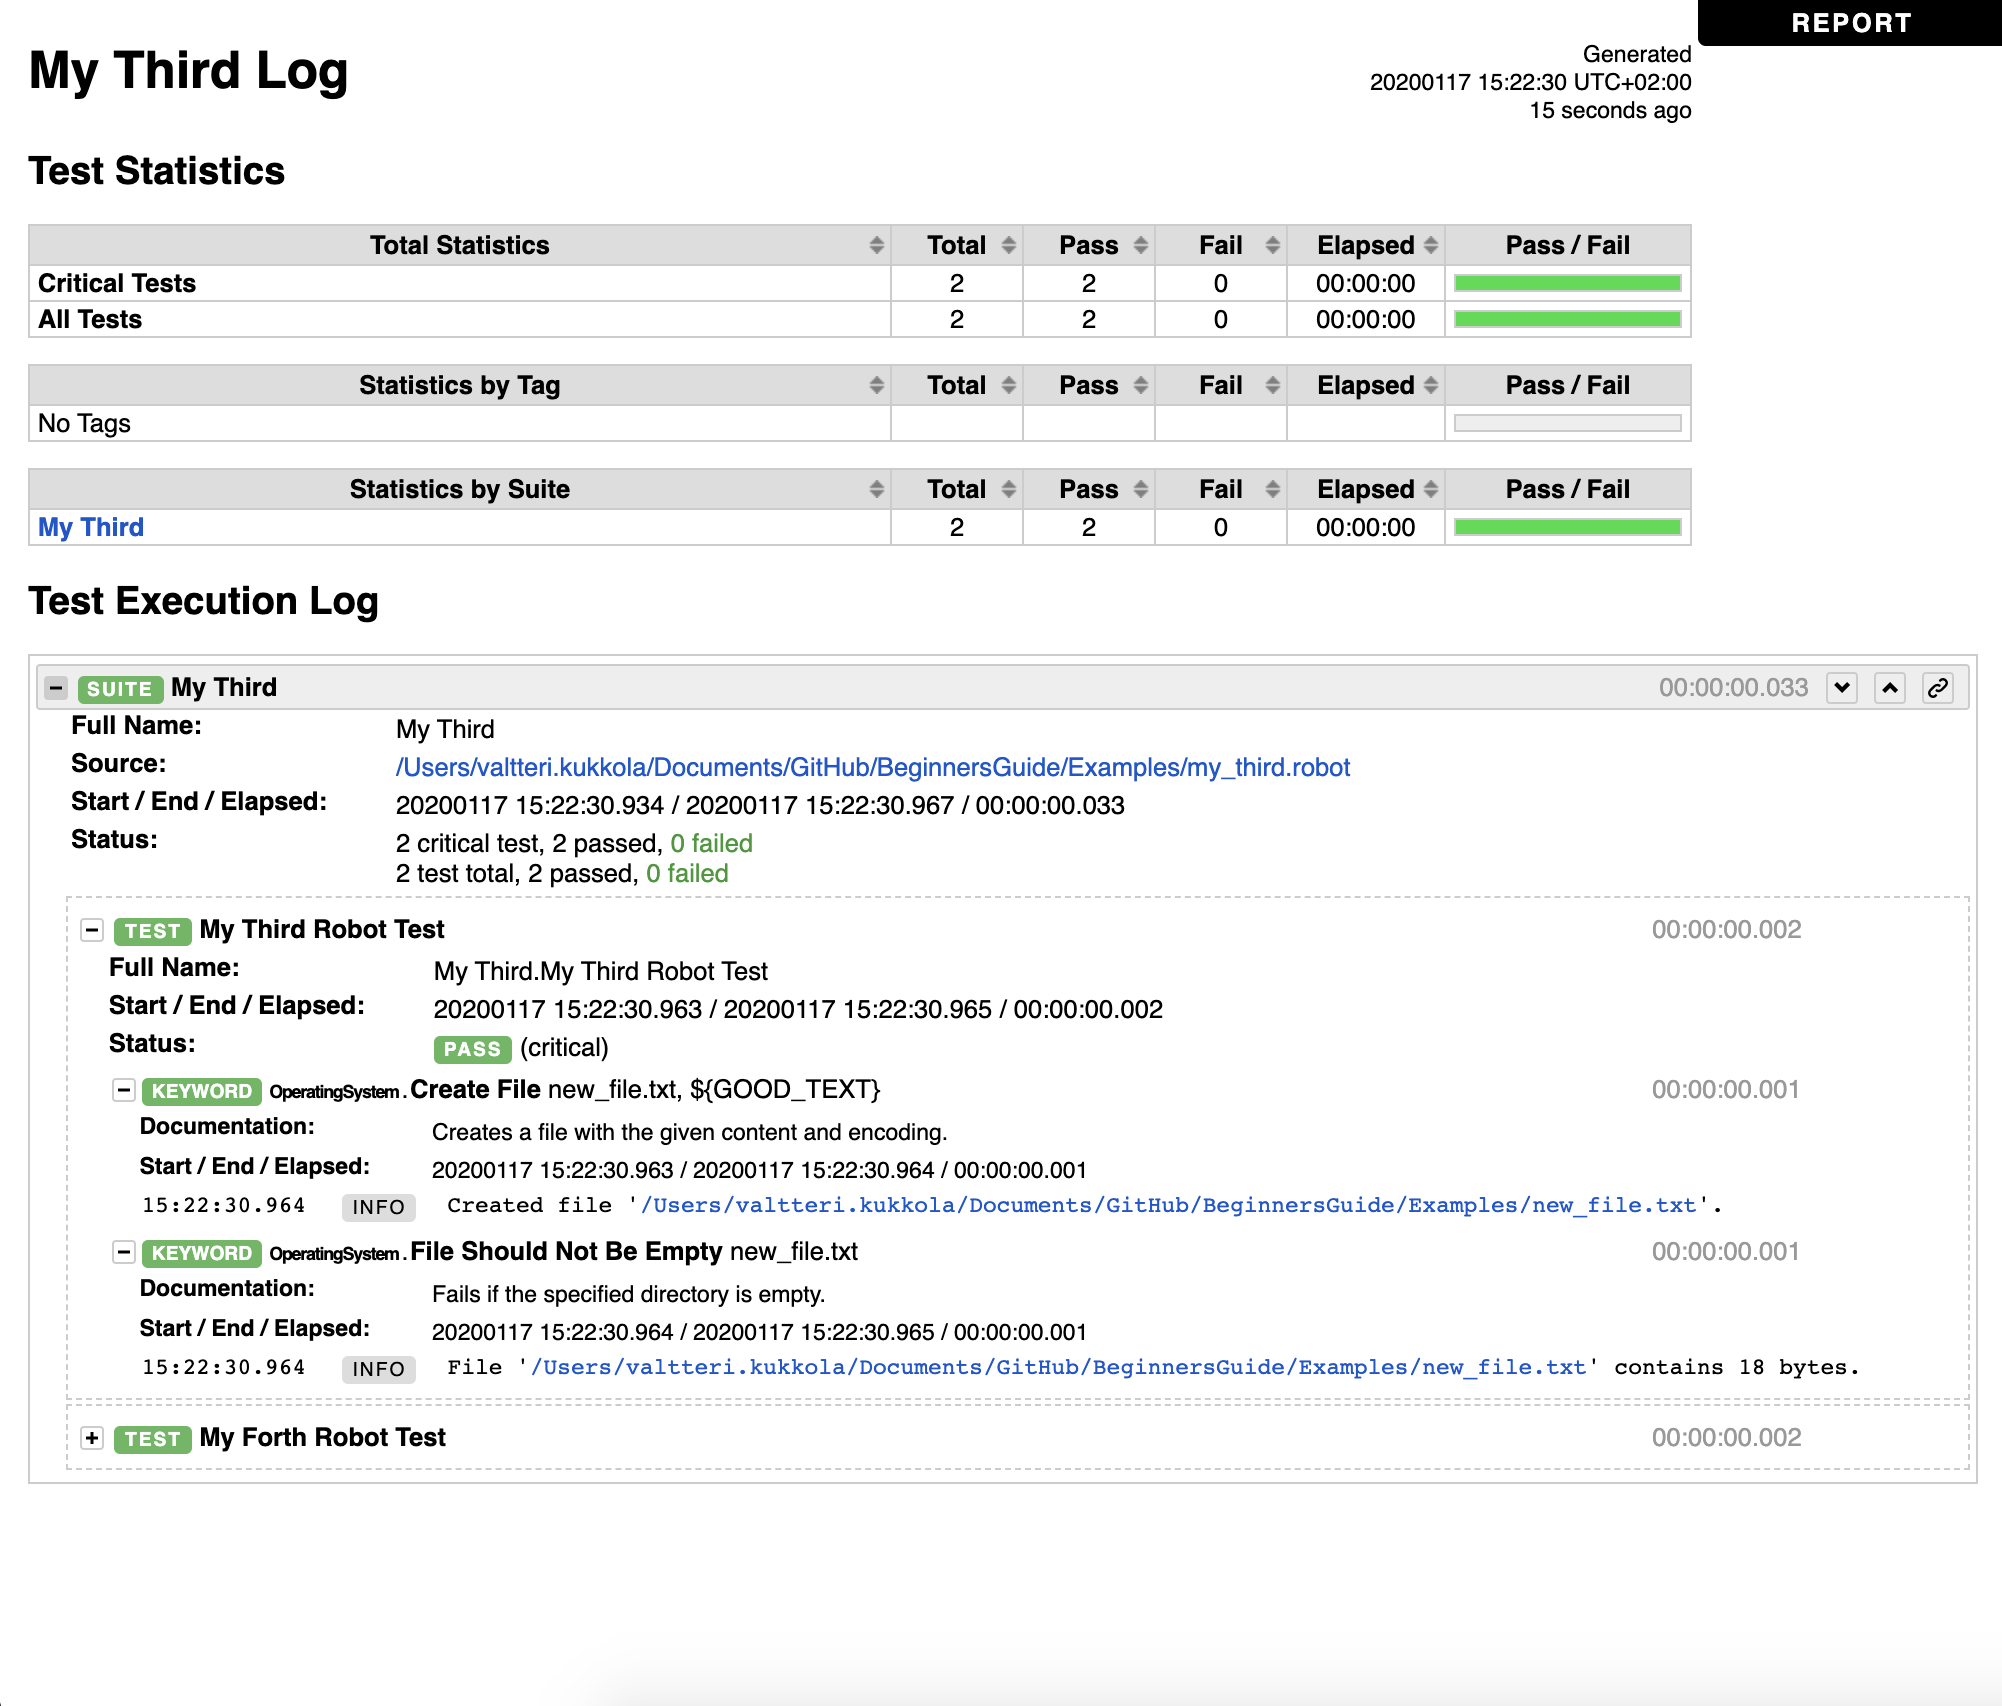 REPORT
My Third Log
Generated
20200117 15:22:30 UTC+02:00
15 seconds ago
Test Statistics
Total Statistics Total Pass Fail Elapsed Pass / Fail
Critical Tests 2 2 0 00:00:00
All Tests 2 2 0 00:00:00
Statistics by Tag Total Pass Fail Elapsed Pass / Fail
No Tags
Statistics by Suite Total Pass Fail Elapsed Pass / Fail
My Third 2 2 0 00:00:00
Test Execution Log
SUITE My Third 00:00:00.033
Full Name: My Third
Source: /Users/valtteri.kukkola/Documents/GitHub/BeginnersGuide/Examples/my_third.robot
Start / End / Elapsed: 20200117 15:22:30.934 / 20200117 15:22:30.967 / 00:00:00.033
Status: 2 critical test, 2 passed, 0 failed
2 test total, 2 passed, 0 failed
TEST My Third Robot Test 00:00:00.002
Full Name: My Third.My Third Robot Test
Start / End / Elapsed: 20200117 15:22:30.963 / 20200117 15:22:30.965 / 00:00:00.002
Status: PASS (critical)
KEYWORD OperatingSystem.Create File new_file.txt, ${GOOD_TEXT} 00:00:00.001
Documentation: Creates a file with the given content and encoding.
Start / End / Elapsed: 20200117 15:22:30.963 / 20200117 15:22:30.964 / 00:00:00.001
15:22:30.964 INFO Created file '/Users/valtteri.kukkola/Documents/GitHub/BeginnersGuide/Examples/new_file.txt'.
KEYWORD OperatingSystem.File Should Not Be Empty new_file.txt 00:00:00.001
Documentation: Fails if the specified directory is empty.
Start / End / Elapsed: 20200117 15:22:30.964 / 20200117 15:22:30.965 / 00:00:00.001
15:22:30.964 INFO File '/Users/valtteri.kukkola/Documents/GitHub/BeginnersGuide/Examples/new_file.txt' contains 18 bytes.
TEST My Forth Robot Test 00:00:00.002